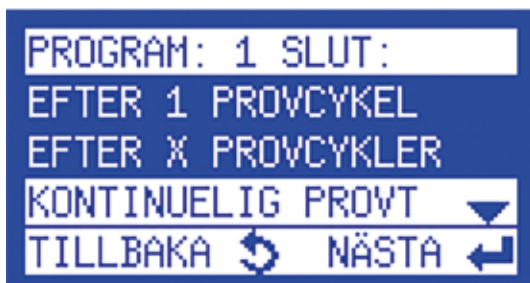 PROGRAM: 1 SLUT:
EFTER 1 PROVCYKEL
EFTER X PROVCYKLER
KONTINUELIG PROVT
TILLBAKA NÄSTA